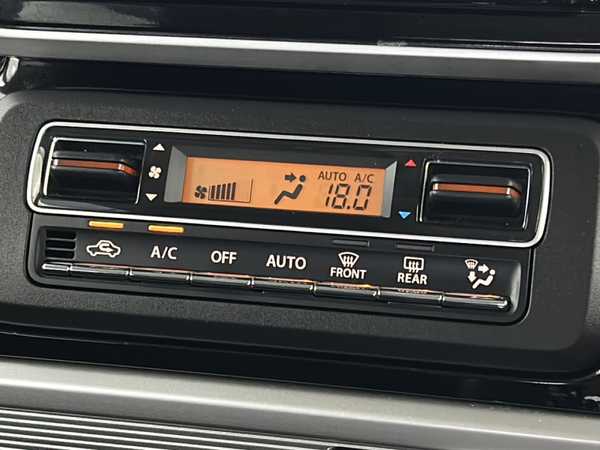 AUTO A/C
18.0
A/C
OFF
AUTO
FRONT
REAR